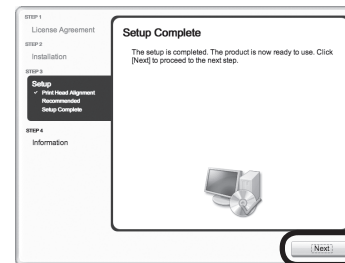 STEP 1
License Agreement
STEP 2
Installation
STEP 3
Setup
✓ Print Head Alignment
Recommended
Setup Complete
STEP 4
Information
Setup Complete
The setup is completed. The product is now ready to use. Click
[Next] to proceed to the next step.
Next